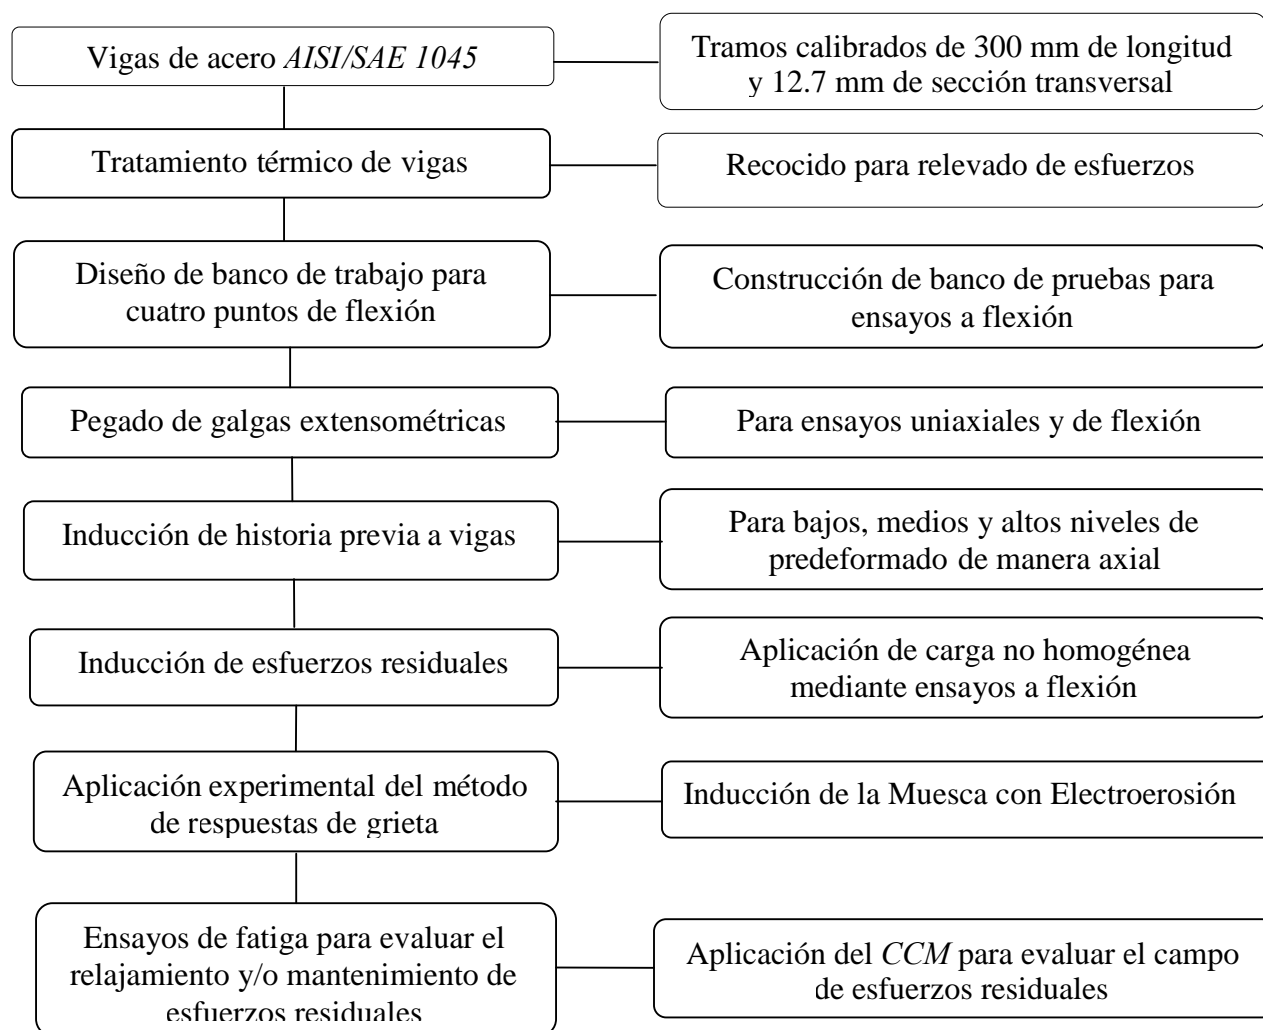 Vigas de acero AISI/SAE 1045
Tramos calibrados de 300 mm de longitud
y 12.7 mm de sección transversal
Tratamiento térmico de vigas
Recocido para relevado de esfuerzos
Diseño de banco de trabajo para
cuatro puntos de flexión
Construcción de banco de pruebas para
ensayos a flexión
Pegado de galgas extensométricas
Para ensayos uniaxiales y de flexión
Inducción de historia previa a vigas
Para bajos, medios y altos niveles de
predeformado de manera axial
Inducción de esfuerzos residuales
Aplicación de carga no homogénea
mediante ensayos a flexión
Aplicación experimental del método
de respuestas de grieta
Inducción de la Muesca con Electroerosión
Ensayos de fatiga para evaluar el
relajamiento y/o mantenimiento de
esfuerzos residuales
Aplicación del CCM para evaluar el campo
de esfuerzos residuales